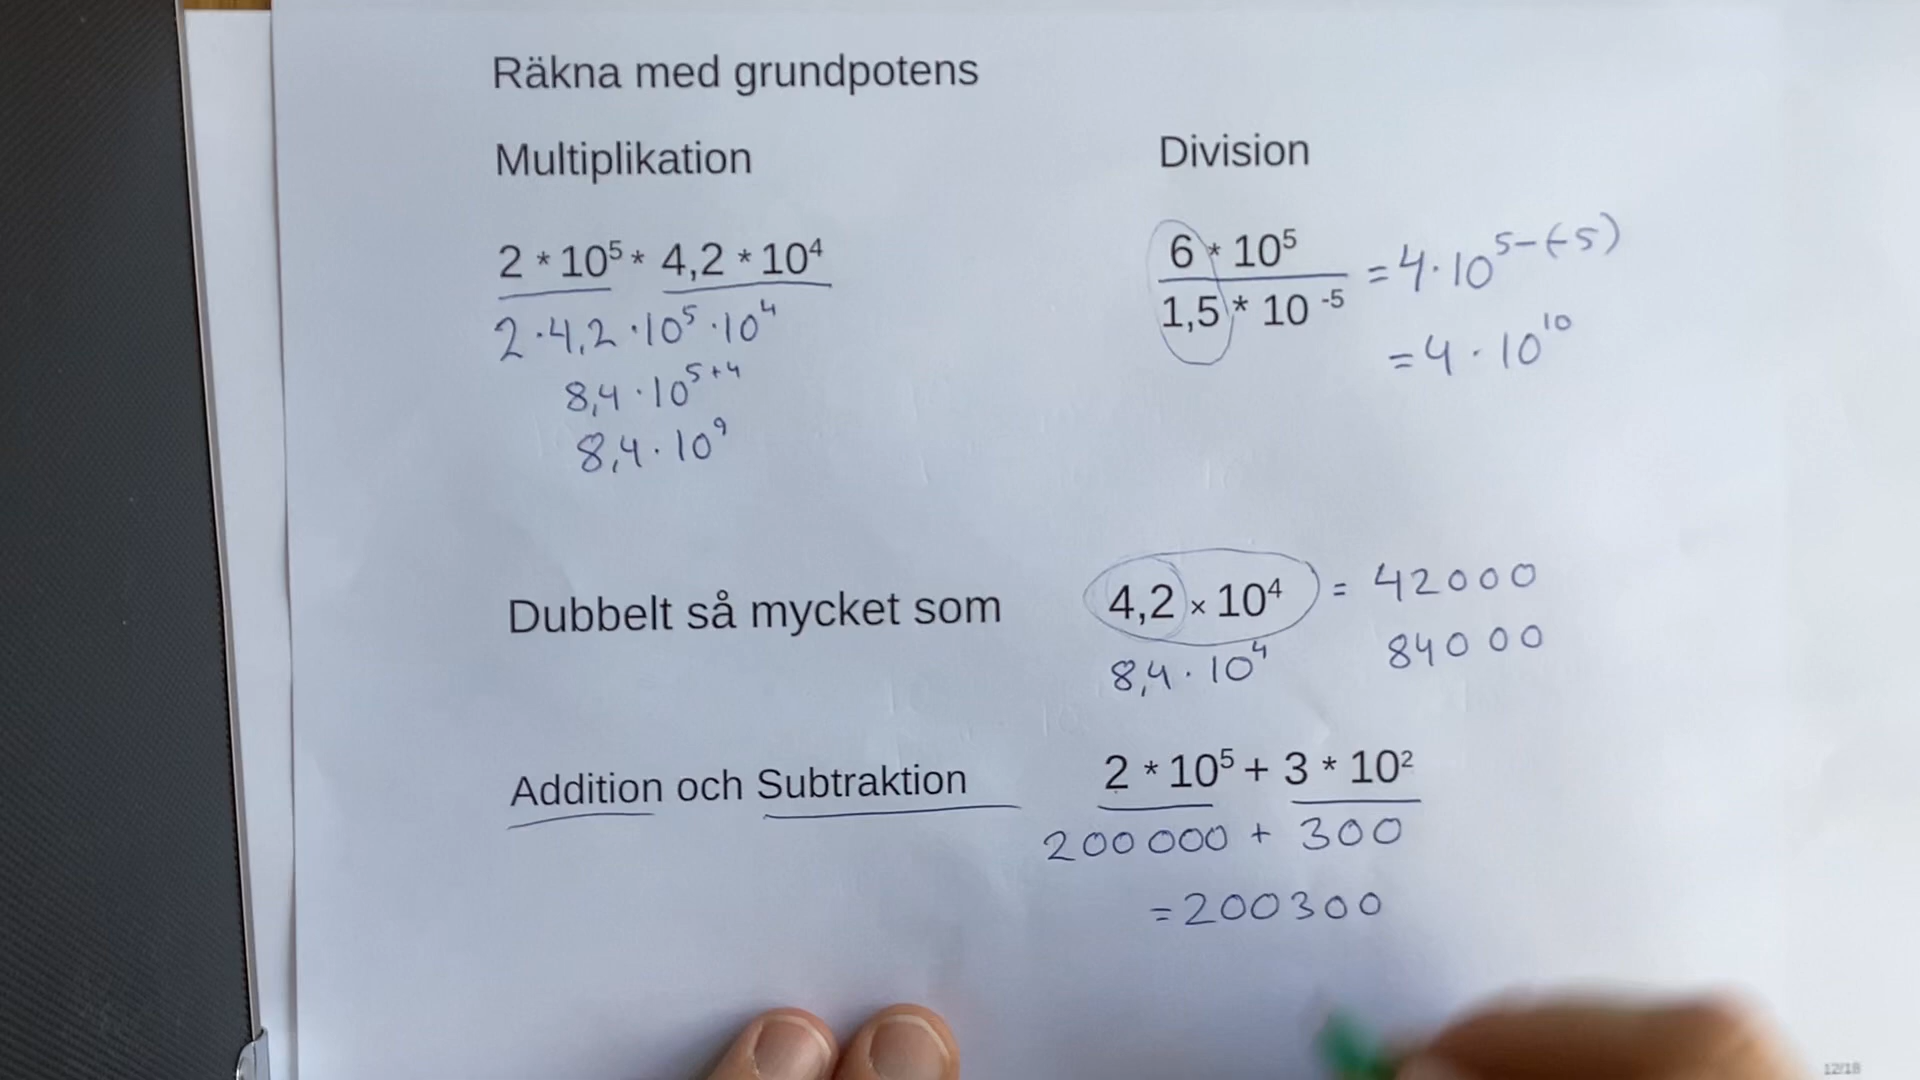 Räkna med grundpotens
Multiplikation
2 * 10⁵ * 4,2 * 10⁴
2 · 4,2 · 10⁵ · 10⁴
8,4 · 10⁵⁺⁴
8,4 · 10⁹
Division
6 * 10⁵ = 4 · 10⁵⁻⁽⁻⁵⁾
1,5 * 10 ⁻⁵
= 4 · 10¹⁰
Dubbelt så mycket som 4,2 × 10⁴ = 42000
8,4 · 10⁴ 84000
Addition och Subtraktion 2 * 10⁵ + 3 * 10²
200 000 + 300
= 200300
12/18